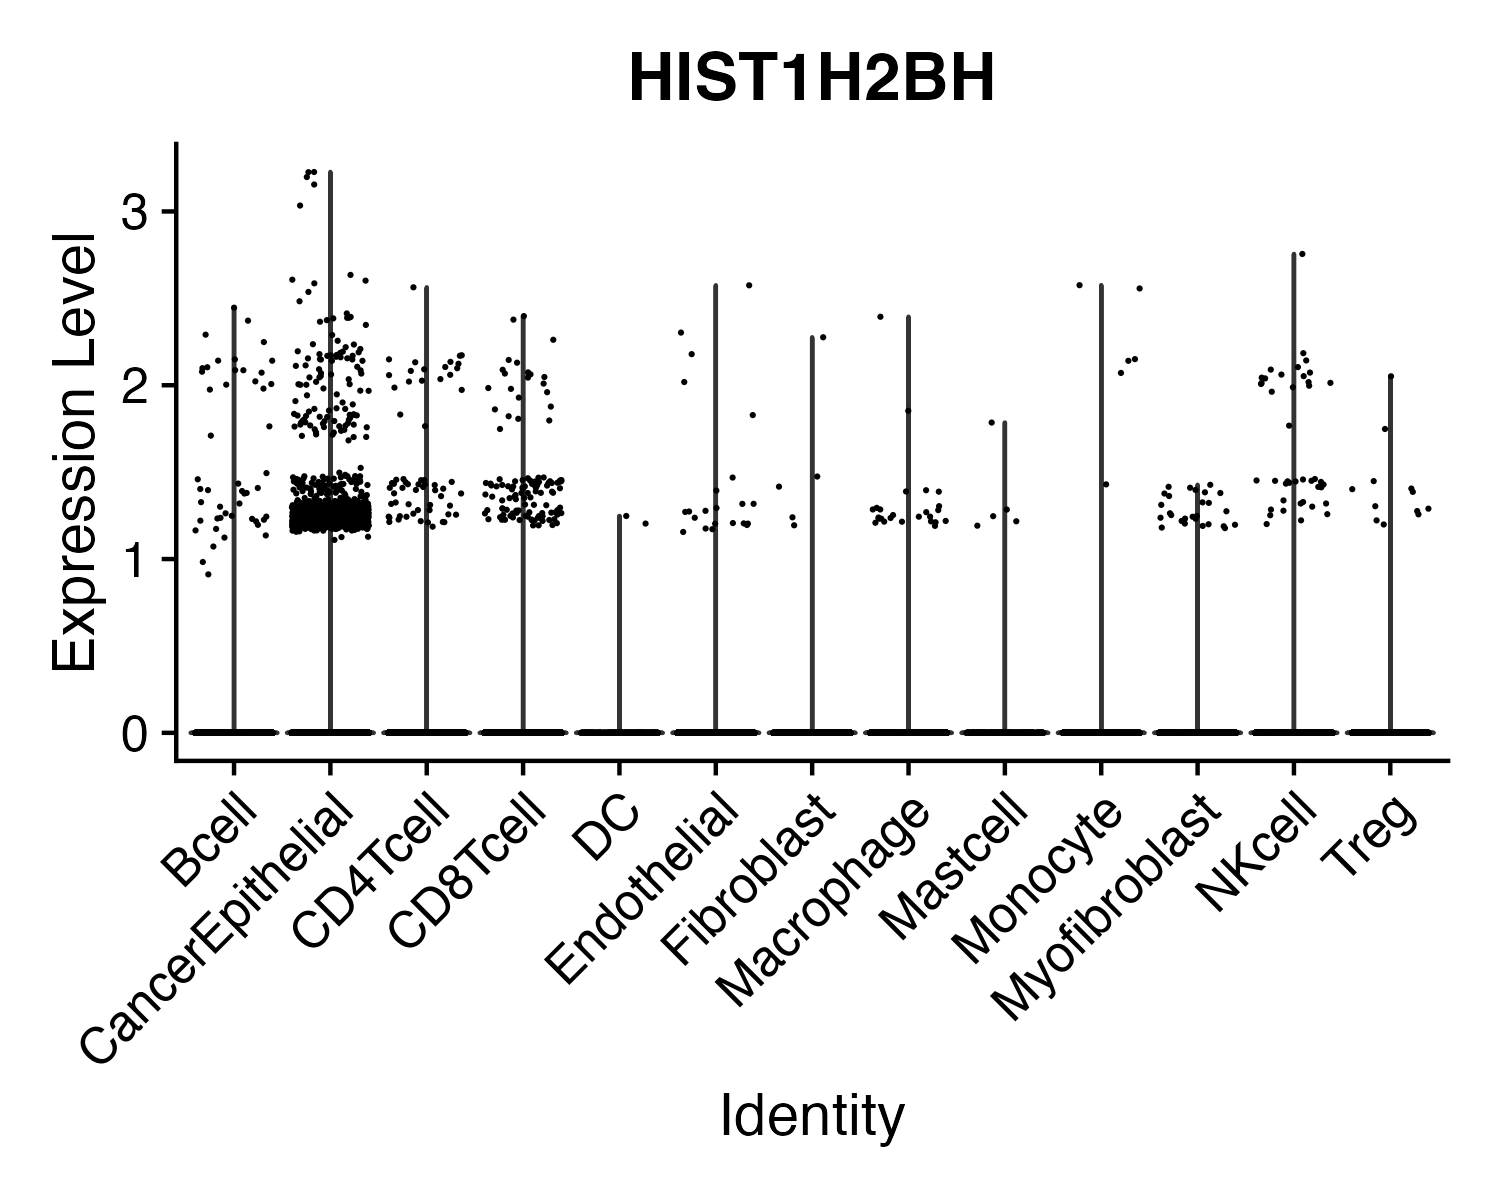 HIST1H2BH
Expression Level
3
2
1
0
Bcell
CancerEpithelial
CD4Tcell
CD8Tcell
DC
Endothelial
Fibroblast
Macrophage
Mastcell
Monocyte
Myofibroblast
NKcell
Treg
Identity